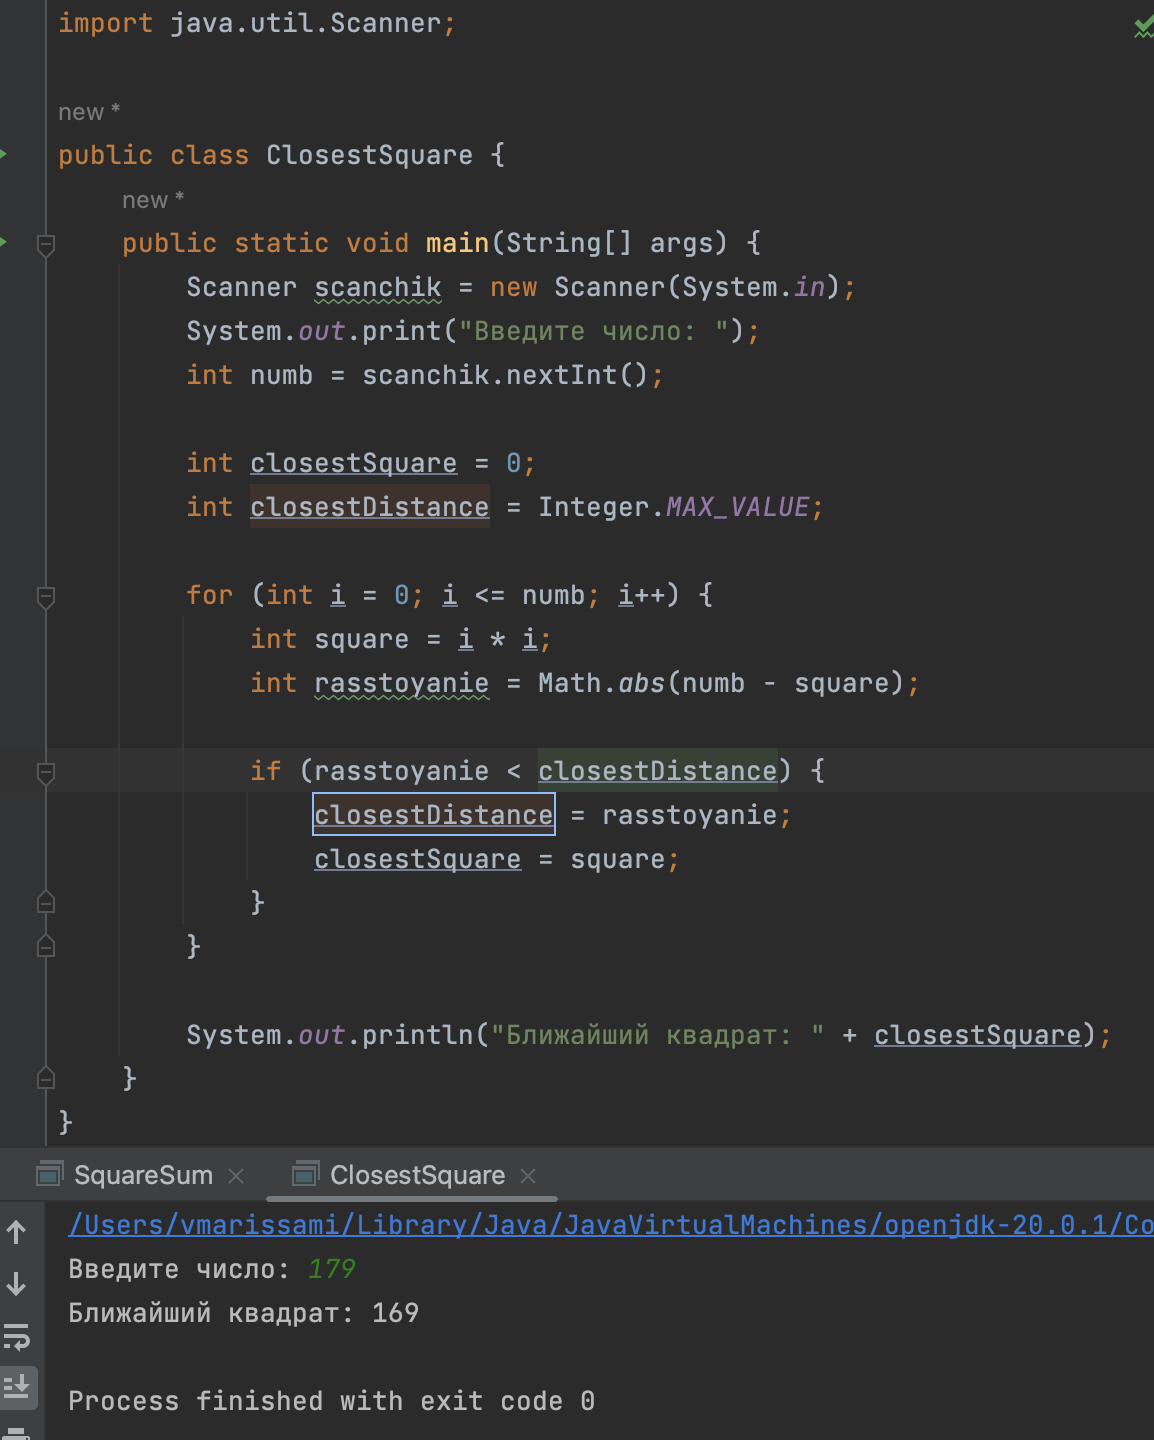 import java.util.Scanner;
new *
public class ClosestSquare {
new *
public static void main(String[] args) {
Scanner scanchik = new Scanner(System.in);
System.out.print("Введите число: ");
int numb = scanchik.nextInt();
int closestSquare = 0;
int closestDistance = Integer.MAX_VALUE;
for (int i = 0; i <= numb; i++) {
int square = i * i;
int rasstoyanie = Math.abs(numb - square);
if (rasstoyanie < closestDistance) {
closestDistance = rasstoyanie;
closestSquare = square;
}
}
System.out.println("Ближайший квадрат: " + closestSquare);
}
}
SquareSum × ClosestSquare ×
/Users/vmarissami/Library/Java/JavaVirtualMachines/openjdk-20.0.1/Co
Введите число: 179
Ближайший квадрат: 169
Process finished with exit code 0